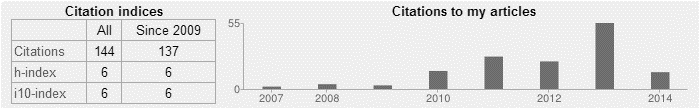 Citation indices
All Since 2009
Citations 144 137
h-index 6 6
i10-index 6 6
Citations to my articles
55
0
2007 2008 2010 2012 2014